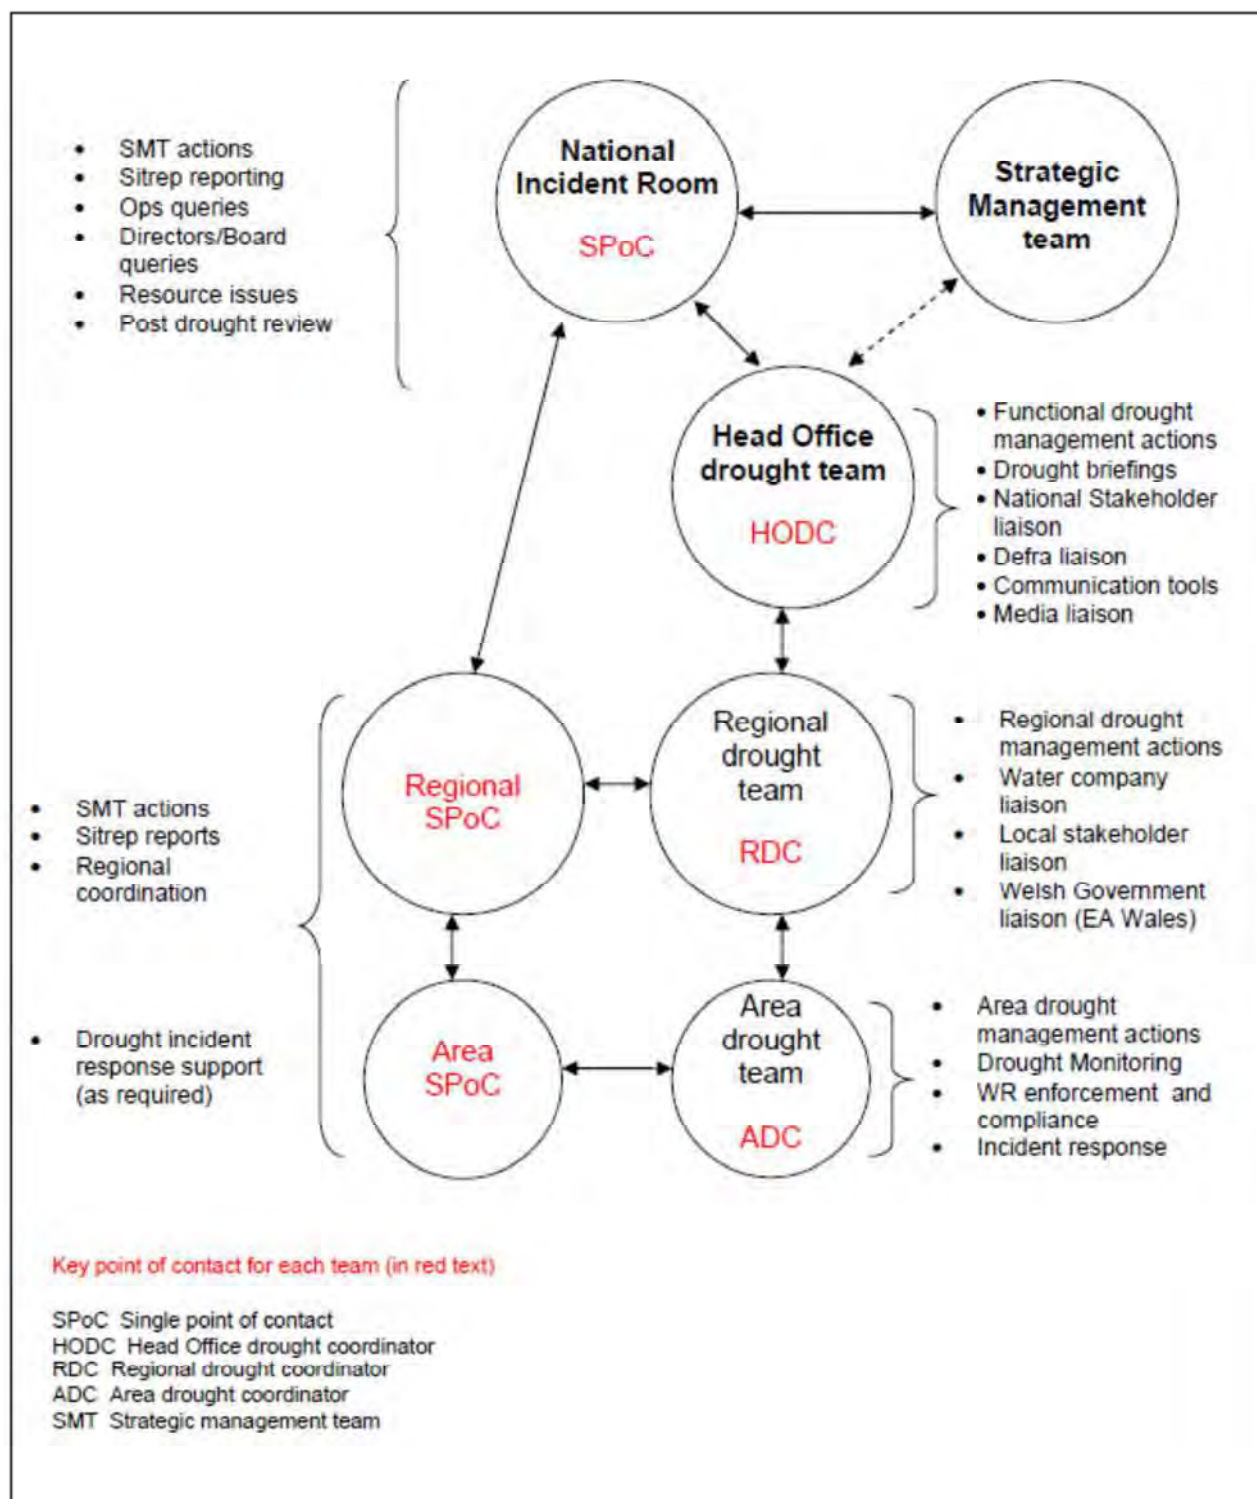 • SMT actions
• Sitrep reporting
• Ops queries
• Directors/Board
queries
• Resource issues
• Post drought review
National
Incident Room
SPoC
Strategic
Management
team
Head Office
drought team
HODC
• Functional drought
management actions
• Drought briefings
• National Stakeholder
liaison
• Defra liaison
• Communication tools
• Media liaison
• SMT actions
• Sitrep reports
• Regional
coordination
• Drought incident
response support
(as required)
Regional
SPoC
Regional
drought
team
RDC
• Regional drought
management actions
• Water company
liaison
• Local stakeholder
liaison
• Welsh Government
liaison (EA Wales)
Area
SPoC
Area
drought
team
ADC
• Area drought
management actions
• Drought Monitoring
• WR enforcement and
compliance
• Incident response
Key point of contact for each team (in red text)
SPoC Single point of contact
HODC Head Office drought coordinator
RDC Regional drought coordinator
ADC Area drought coordinator
SMT Strategic management team